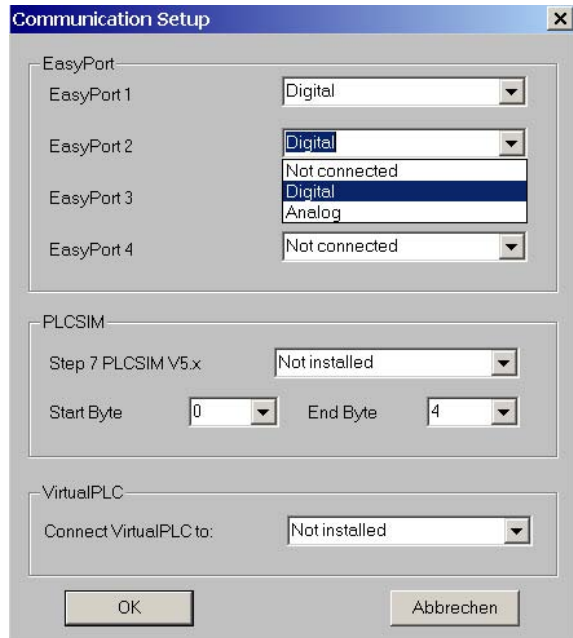 Communication Setup
EasyPort
EasyPort 1 Digital
EasyPort 2 Digital
Not connected
Digital
Analog
EasyPort 3
EasyPort 4 Not connected
PLCSIM
Step 7 PLCSIM V5.x Not installed
Start Byte 0 End Byte 4
VirtualPLC
Connect VirtualPLC to: Not installed
OK Abbrechen